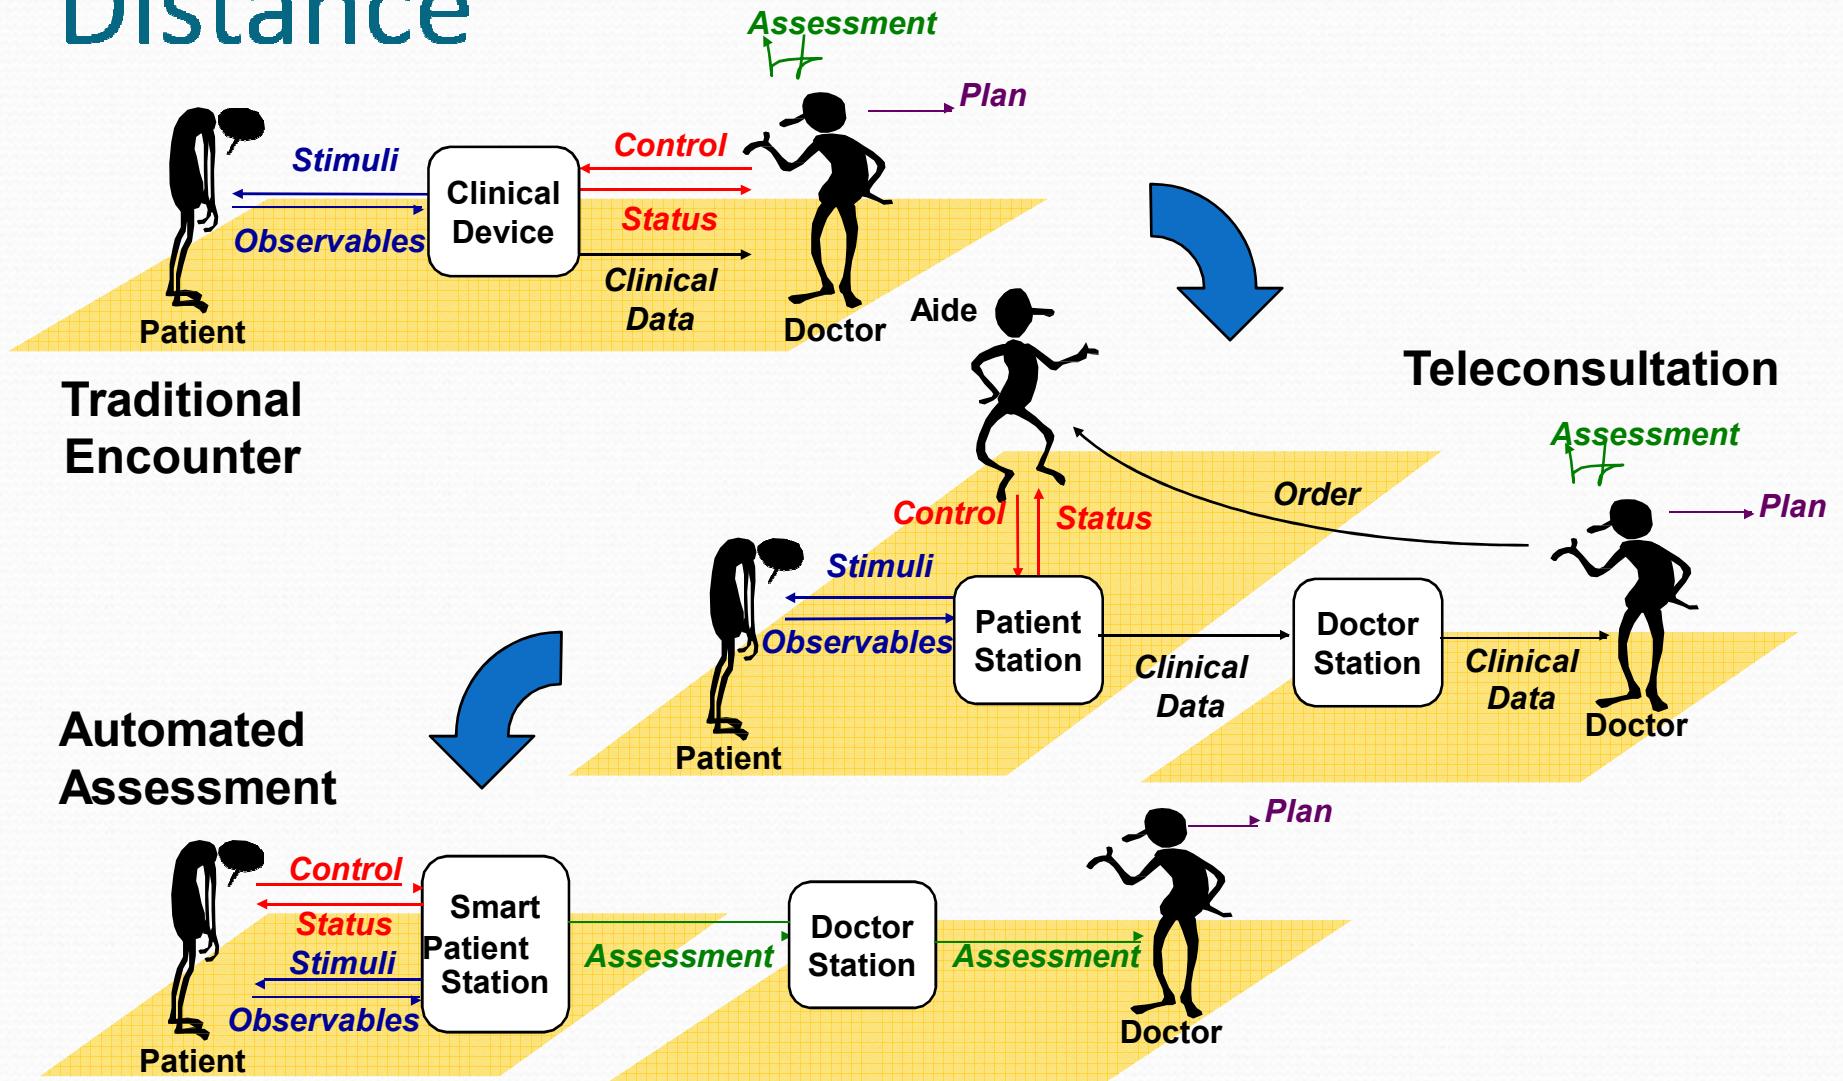 Distance
Assessment
Plan
Control
Stimuli
Clinical
Device
Status
Observables
Clinical
Data
Patient
Doctor
Traditional
Encounter
Aide
Teleconsultation
Assessment
Plan
Order
Control
Status
Stimuli
Observables
Patient
Station
Doctor
Station
Clinical
Data
Clinical
Data
Patient
Doctor
Automated
Assessment
Plan
Control
Status
Stimuli
Observables
Smart
Patient
Station
Assessment
Doctor
Station
Assessment
Patient
Doctor